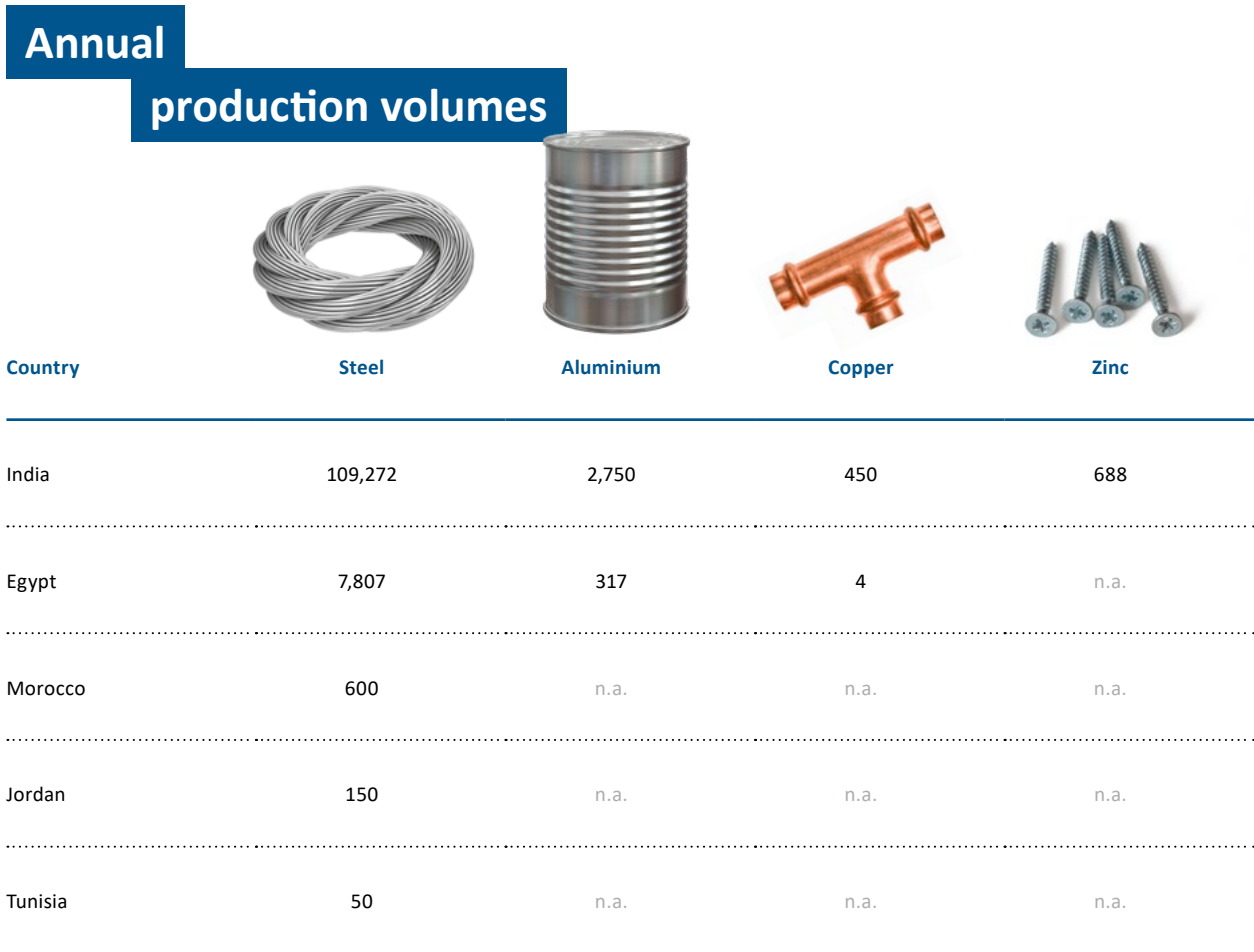 Annual
production volumes
Country Steel Aluminium Copper Zinc
India 109,272 2,750 450 688
Egypt 7,807 317 4 n.a.
Morocco 600 n.a. n.a. n.a.
Jordan 150 n.a. n.a. n.a.
Tunisia 50 n.a. n.a. n.a.